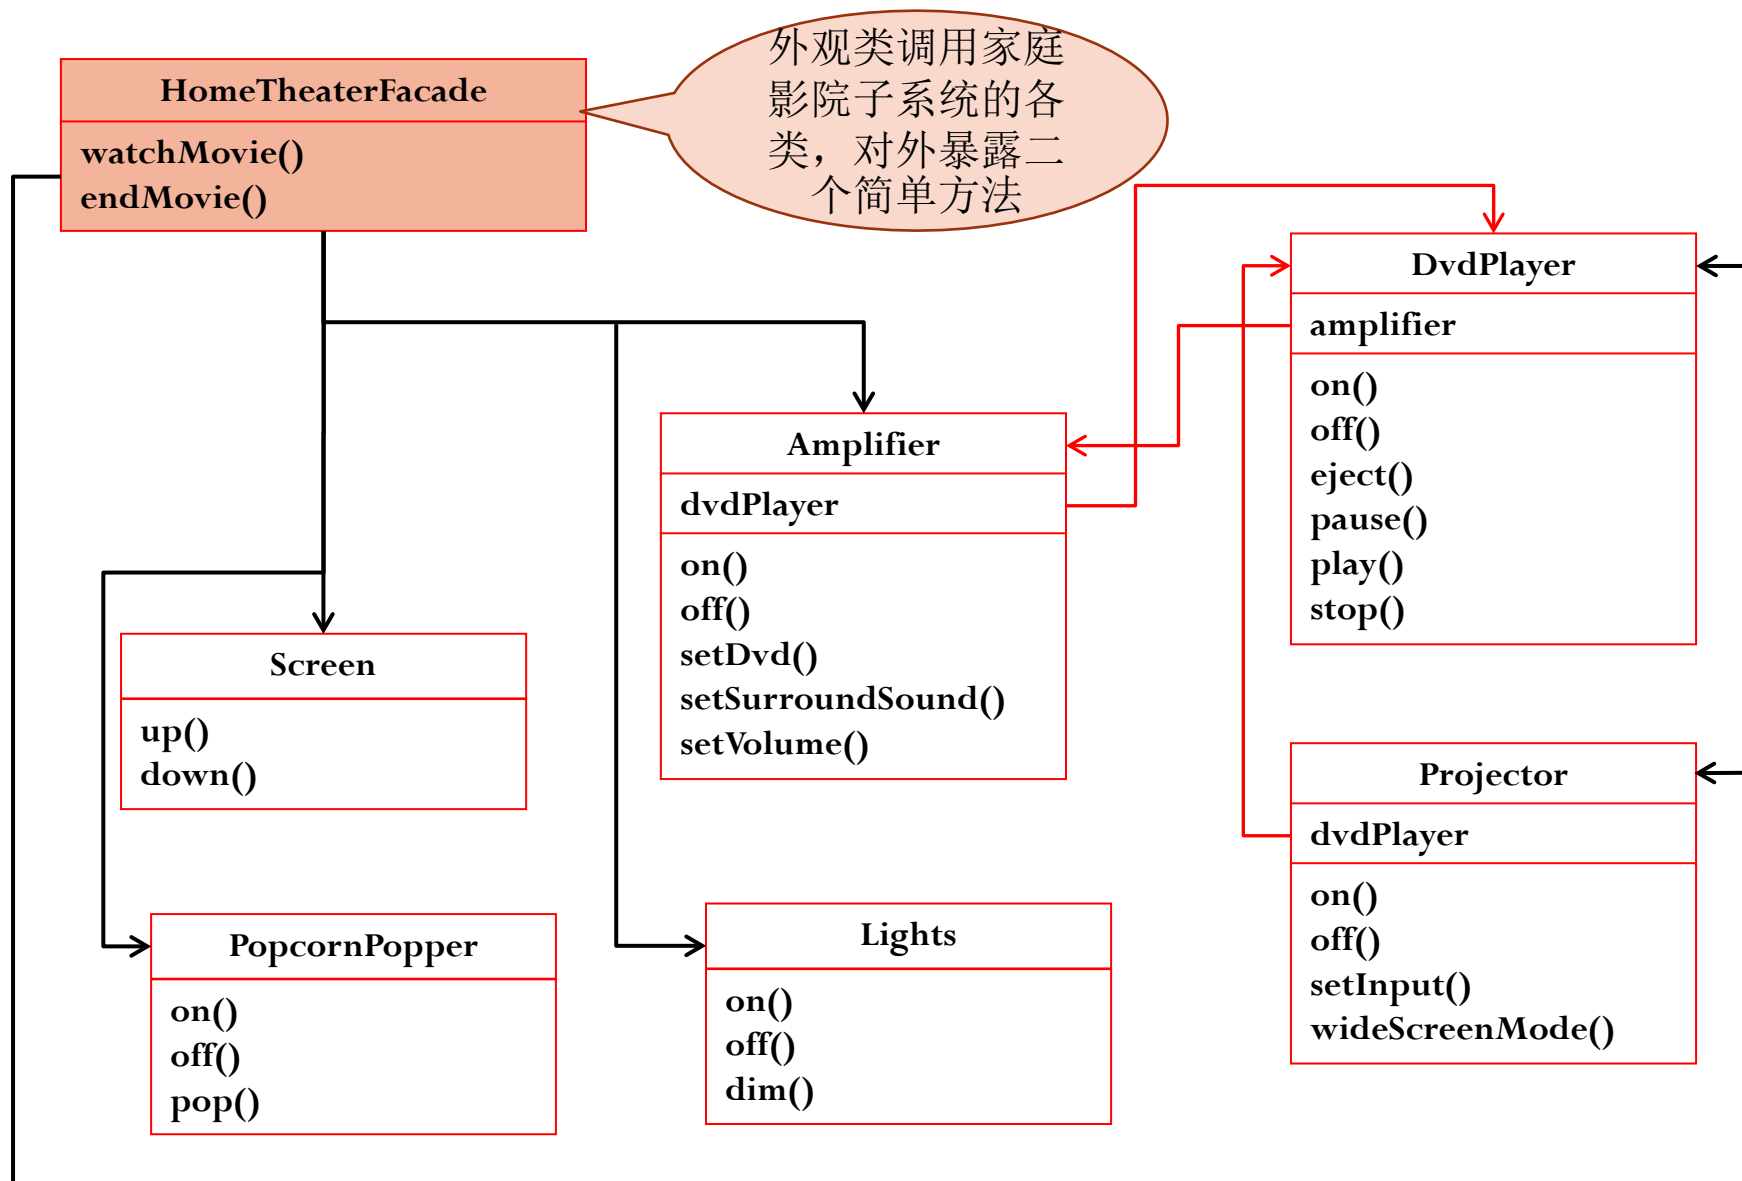 HomeTheaterFacade
watchMovie()
endMovie()
外观类调用家庭
影院子系统的各
类，对外暴露二
个简单方法
DvdPlayer
amplifier
on()
off()
eject()
pause()
play()
stop()
Amplifier
dvdPlayer
on()
off()
setDvd()
setSurroundSound()
setVolume()
Screen
up()
down()
Projector
dvdPlayer
on()
off()
setInput()
wideScreenMode()
PopcornPopper
on()
off()
pop()
Lights
on()
off()
dim()